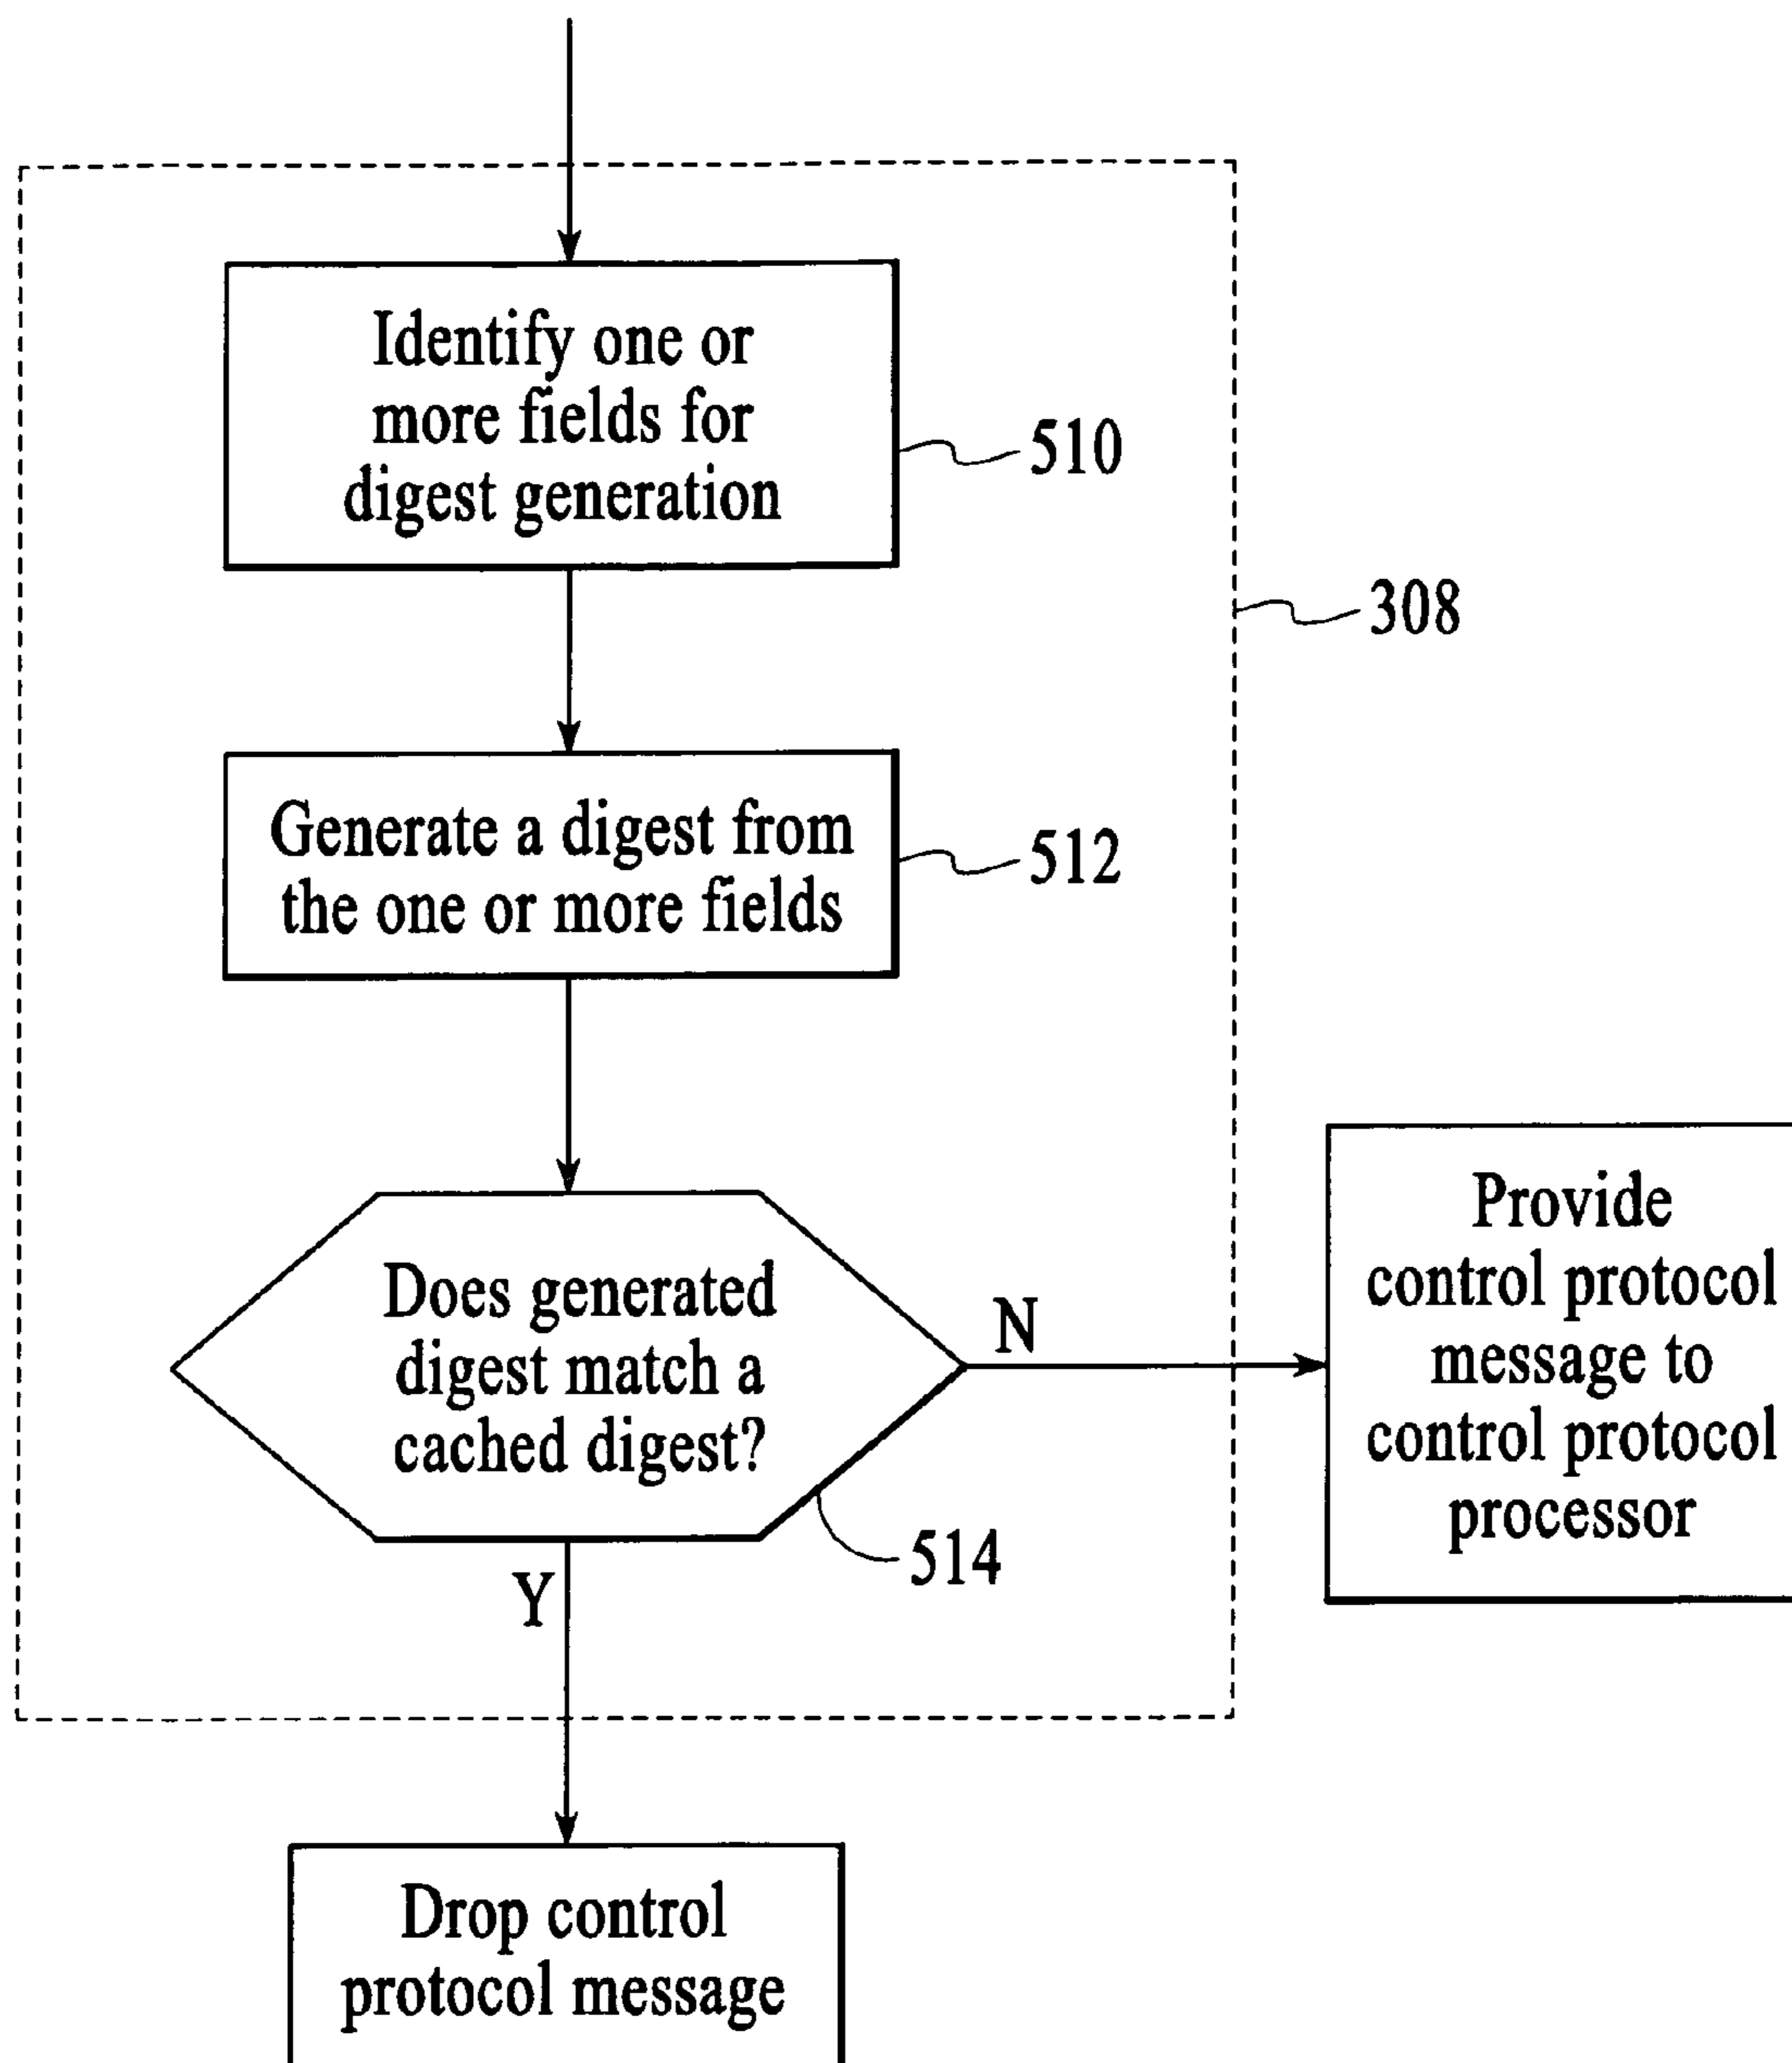 Identify one or
more fields for
digest generation
510
308
Generate a digest from
the one or more fields
512
Does generated
digest match a
cached digest?
N
514
Y
Provide
control protocol
message to
control protocol
processor
Drop control
protocol message